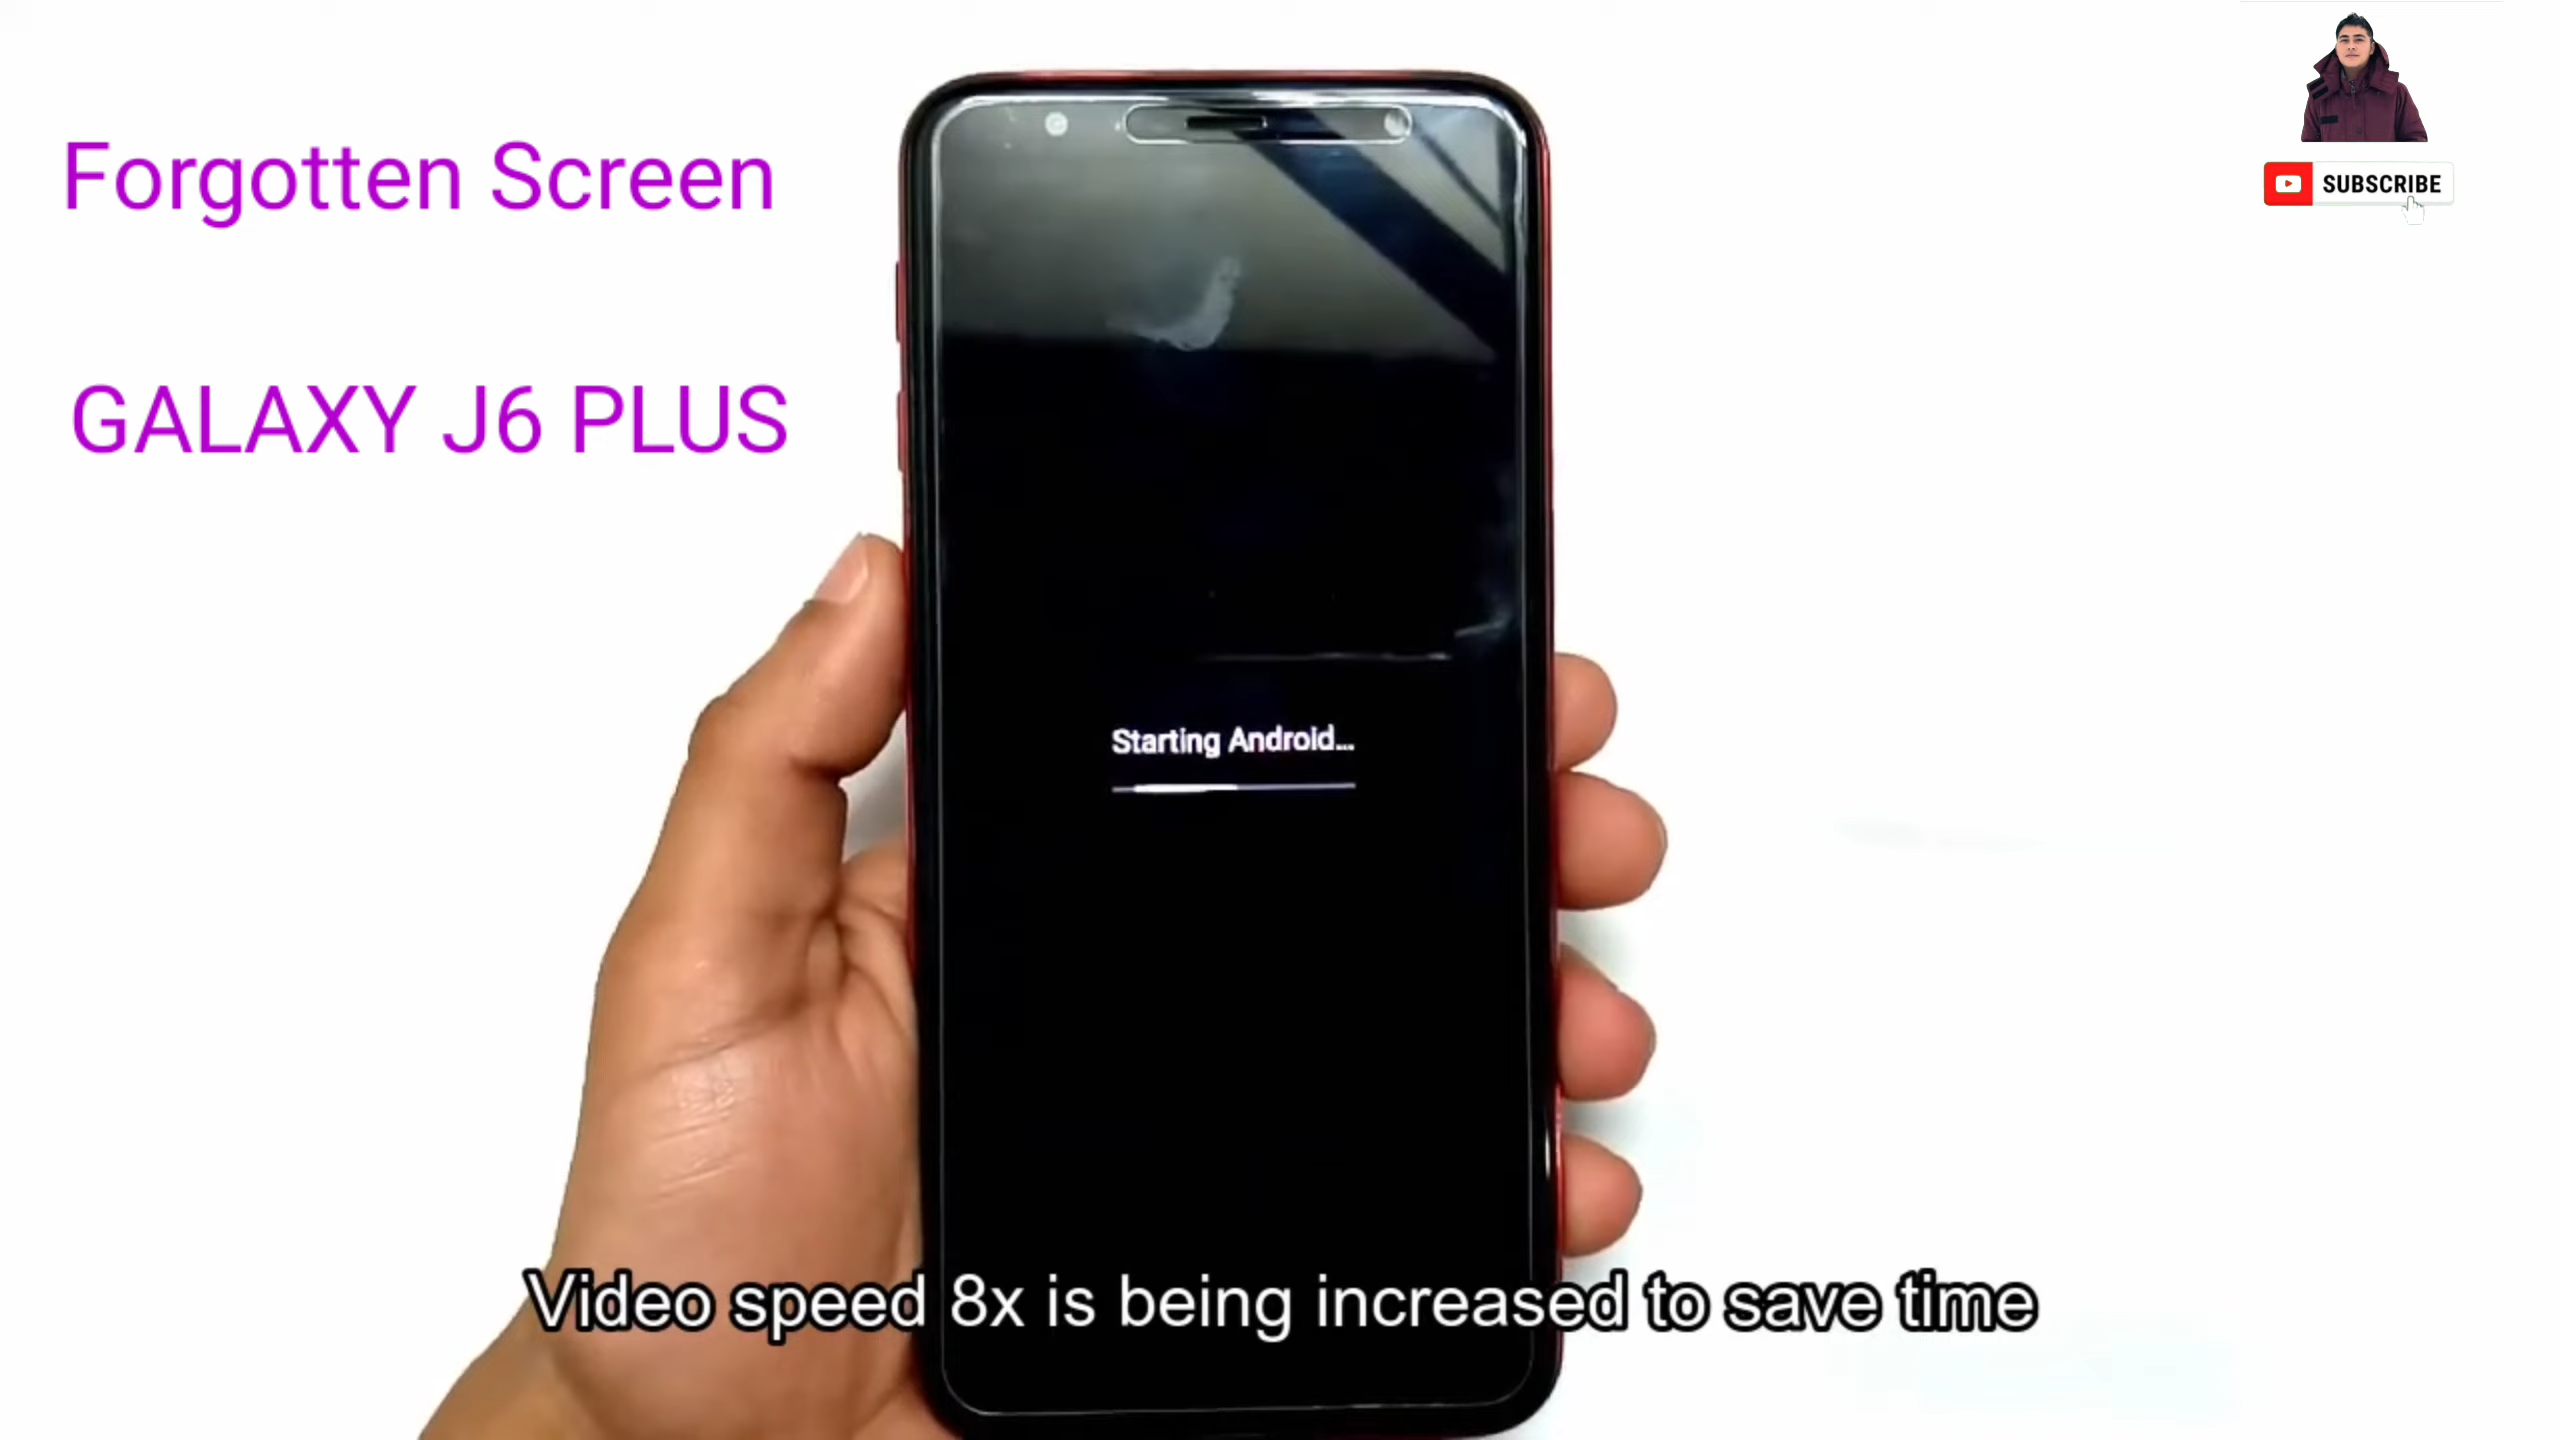 Forgotten Screen
SUBSCRIBE
GALAXY J6 PLUS
Starting Android...
Video speed 8x is being increased to save time